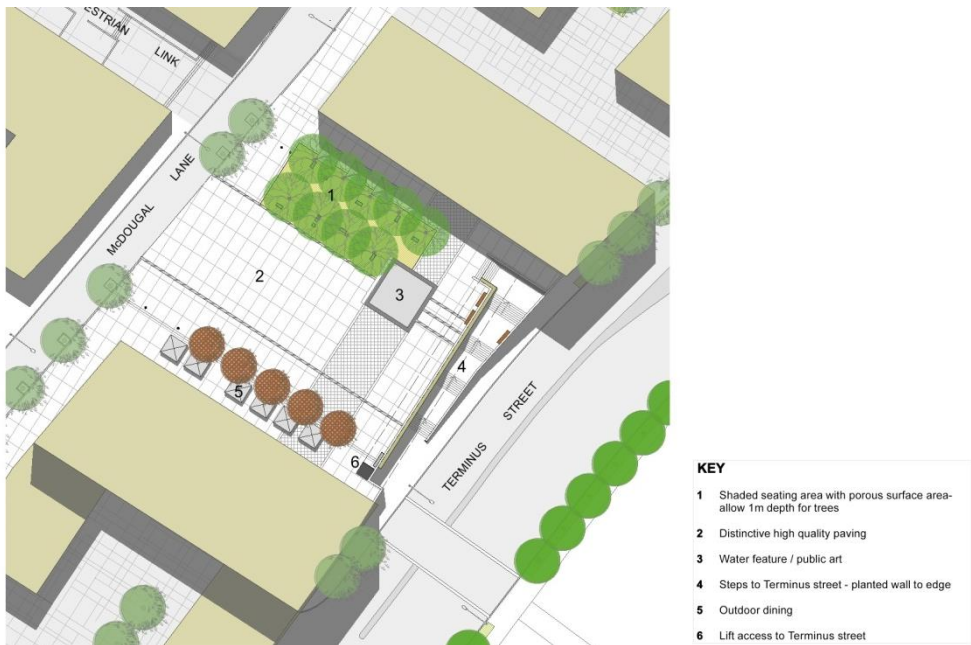 ESTRIAN
LINK
McDOUGAL
LANE
1
2
3
4
5
6
TERMINUS
STREET
KEY
1 Shaded seating area with porous surface area-
allow 1m depth for trees
2 Distinctive high quality paving
3 Water feature / public art
4 Steps to Terminus street - planted wall to edge
5 Outdoor dining
6 Lift access to Terminus street